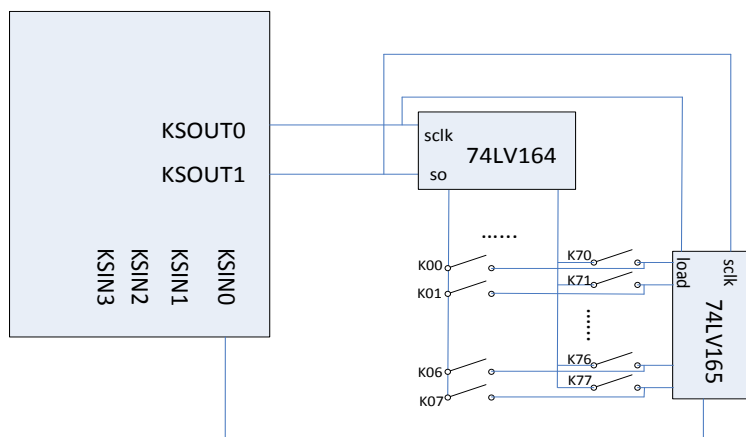 KSOUT0
KSOUT1
KSIN3
KSIN2
KSIN1
KSIN0
sclk
74LV164
so
......
K00
K01
K06
K07
K70
K71
......
K76
K77
load
sclk
74LV165